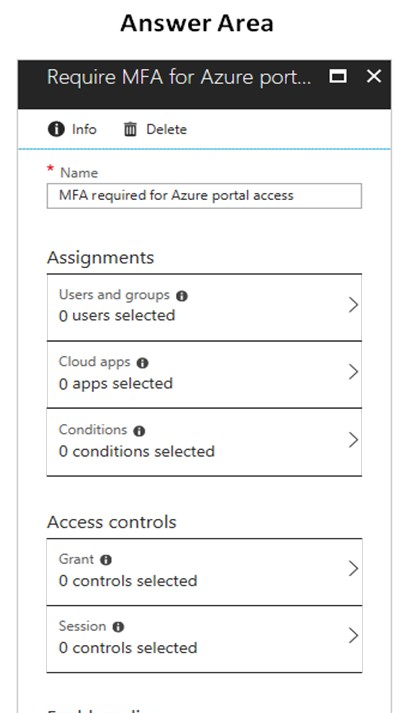 Answer Area
Require MFA for Azure port...
Info Delete
* Name
MFA required for Azure portal access
Assignments
Users and groups
0 users selected
Cloud apps
0 apps selected
Conditions
0 conditions selected
Access controls
Grant
0 controls selected
Session
0 controls selected